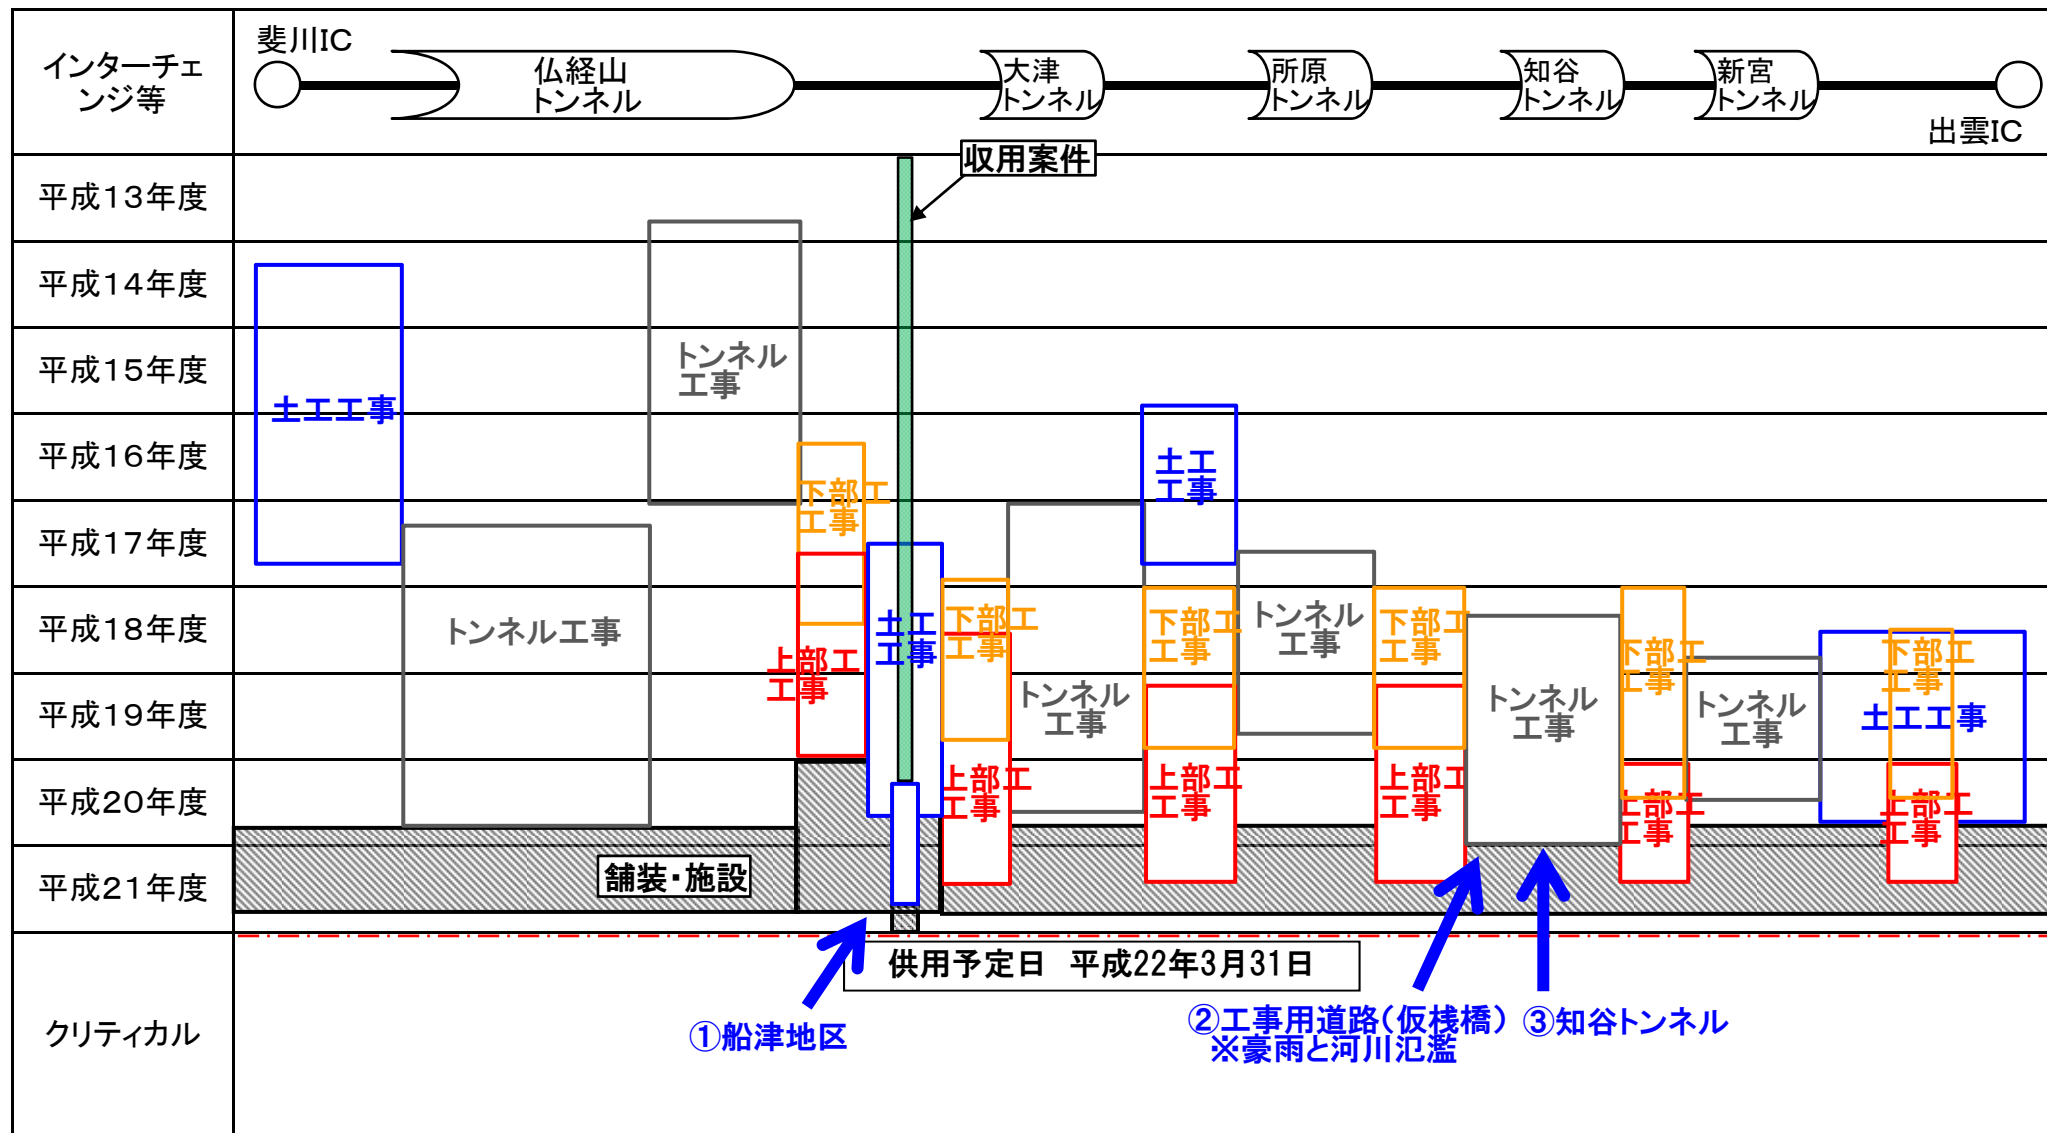 インターチェ
ンジ等
斐川IC
仏経山
トンネル
大津
トンネル
所原
トンネル
知谷
トンネル
新宮
トンネル
出雲IC
収用案件
平成13年度
平成14年度
平成15年度
平成16年度
平成17年度
平成18年度
平成19年度
平成20年度
平成21年度
クリティカル
土工工事
トンネル工事
トンネル
工事
下部工
工事
上部工
工事
土工
工事
下部工
工事
上部工
工事
トンネル
工事
土工
工事
下部工
工事
上部工
工事
トンネル
工事
下部工
工事
上部工
工事
トンネル
工事
下部工
工事
上部工
工事
トンネル
工事
下部工
工事
土工工事
上部工
工事
舗装・施設
供用予定日 平成22年3月31日
①船津地区
②工事用道路(仮桟橋)
※豪雨と河川氾濫
③知谷トンネル